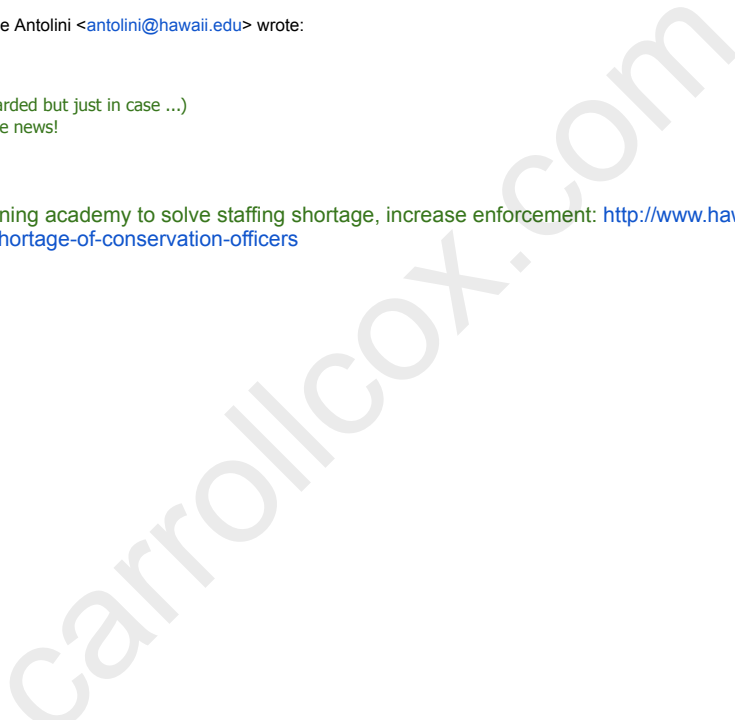 e Antolini <antolini@hawaii.edu> wrote:
arded but just in case ...)
e news!
ning academy to solve staffing shortage, increase enforcement: http://www.hav
hortage-of-conservation-officers
carrollcox.com